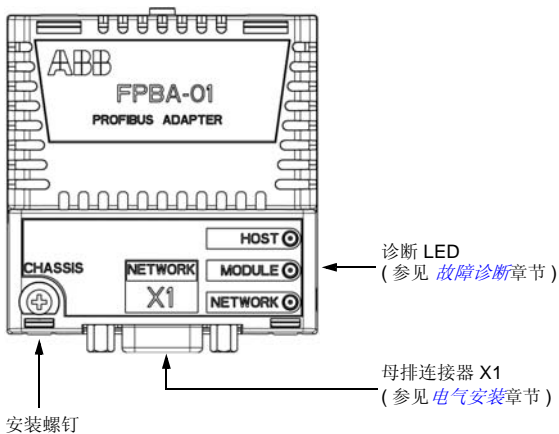 ABB
FPBA-01
PROFIBUS ADAPTER
HOST
CHASSIS
NETWORK
MODULE
X1
NETWORK
诊断 LED
( 参见 故障诊断章节 )
母排连接器 X1
( 参见 电气安装章节 )
安装螺钉